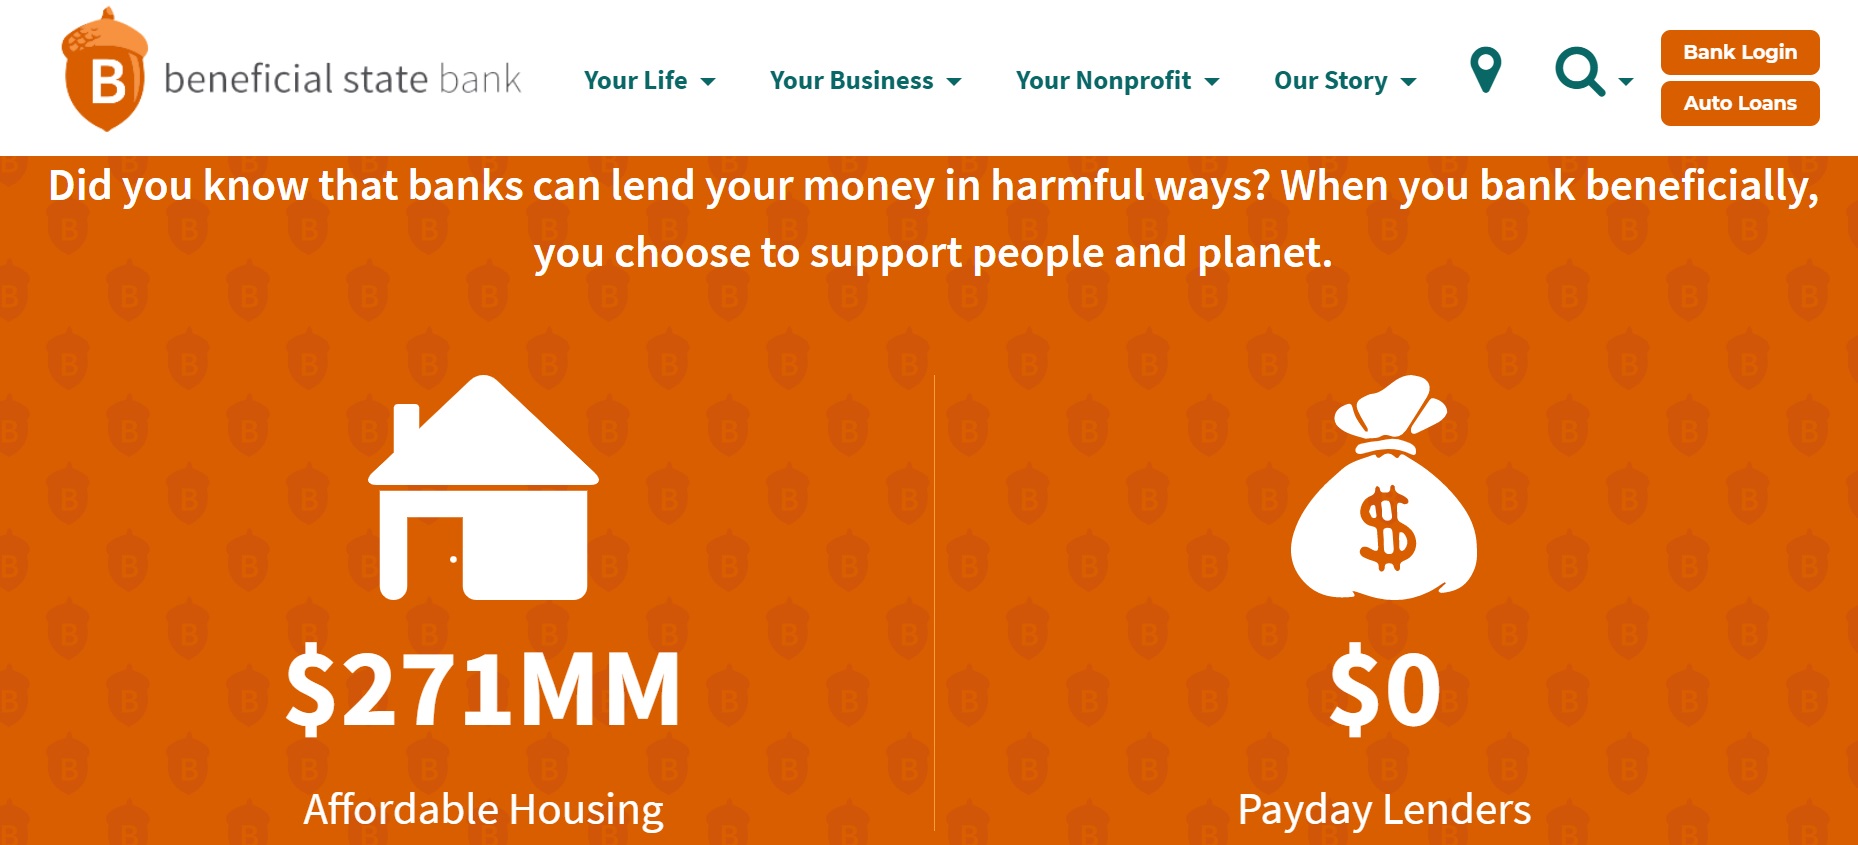 B
beneficial state bank
Your Life
Your Business
Your Nonprofit
Our Story
Bank Login
Auto Loans
Did you know that banks can lend your money in harmful ways? When you bank beneficially,
you choose to support people and planet.
$
$271MM
$0
Affordable Housing
Payday Lenders